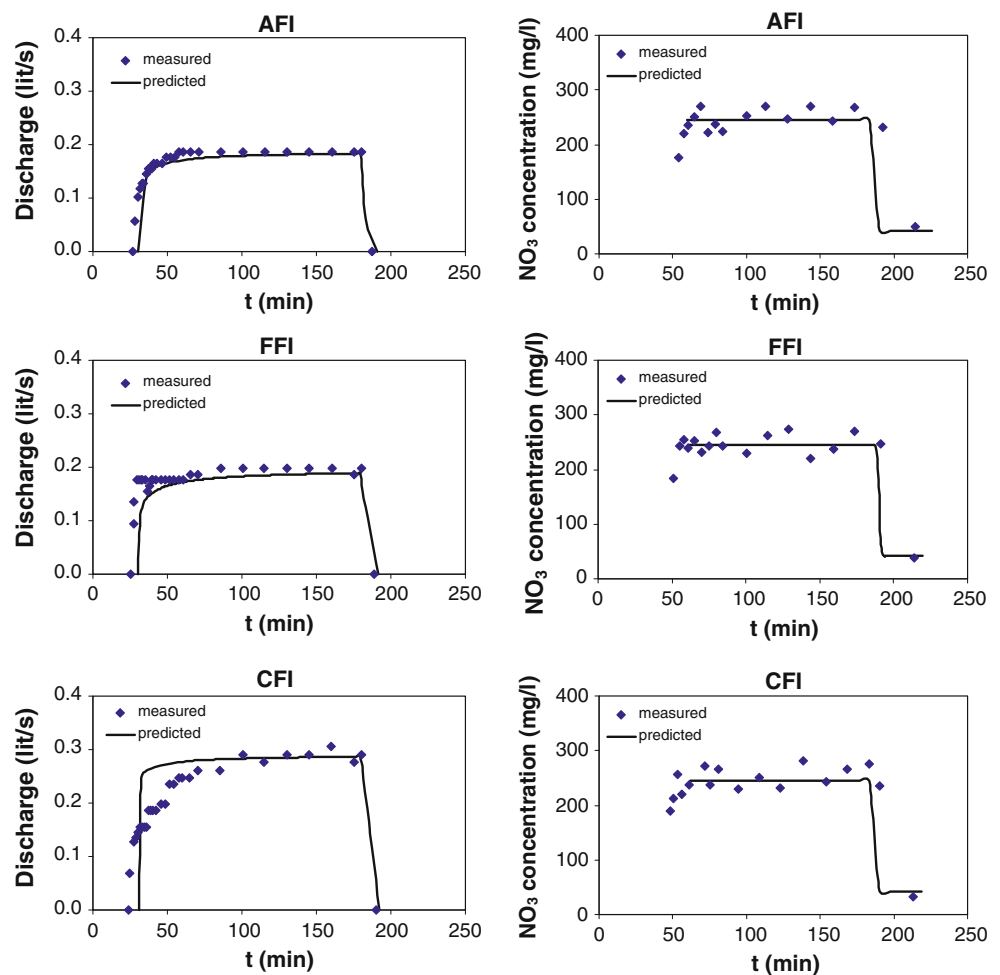 AFI
Discharge (lit/s)
0.4
0.3
0.2
0.1
0.0
measured
predicted
0 50 100 150 200 250
t (min)
AFI
NO3 concentration (mg/l)
400
300
200
100
0
measured
predicted
0 50 100 150 200 250
t (min)
FFI
Discharge (lit/s)
0.4
0.3
0.2
0.1
0.0
measured
predicted
0 50 100 150 200 250
t (min)
FFI
NO3 concentration (mg/l)
400
300
200
100
0
measured
predicted
0 50 100 150 200 250
t (min)
CFI
Discharge (lit/s)
0.4
0.3
0.2
0.1
0.0
measured
predicted
0 50 100 150 200 250
t (min)
CFI
NO3 concentration (mg/l)
400
300
200
100
0
measured
predicted
0 50 100 150 200 250
t (min)